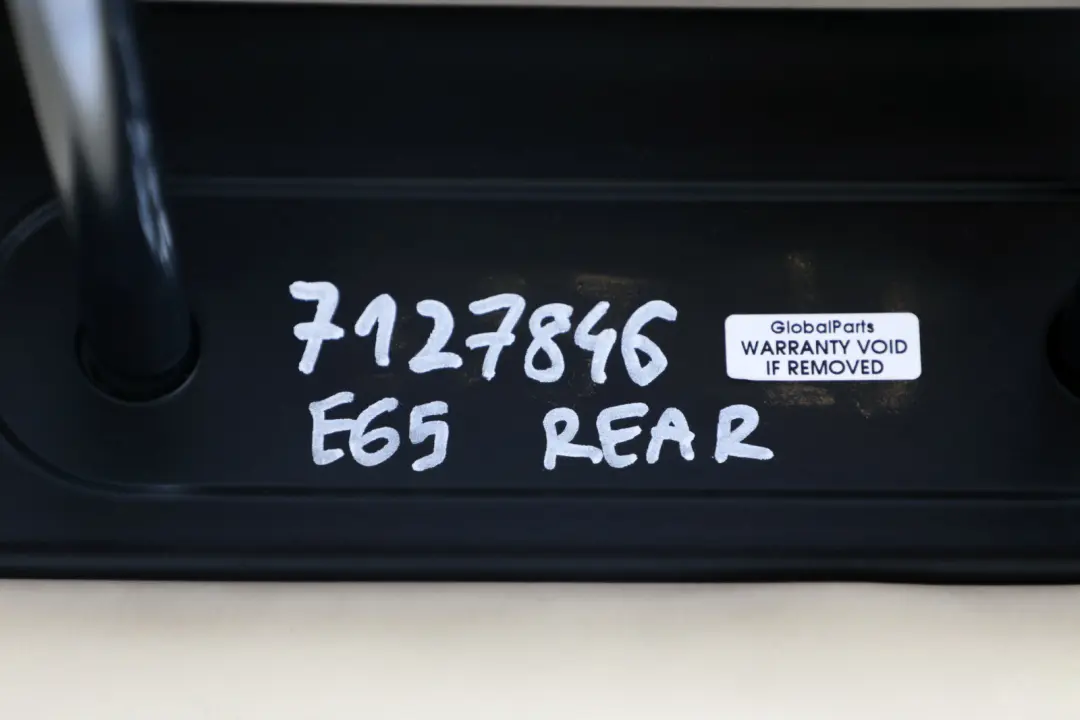 7127846
GlobalParts
WARRANTY VOID
IF REMOVED
E65 REAR